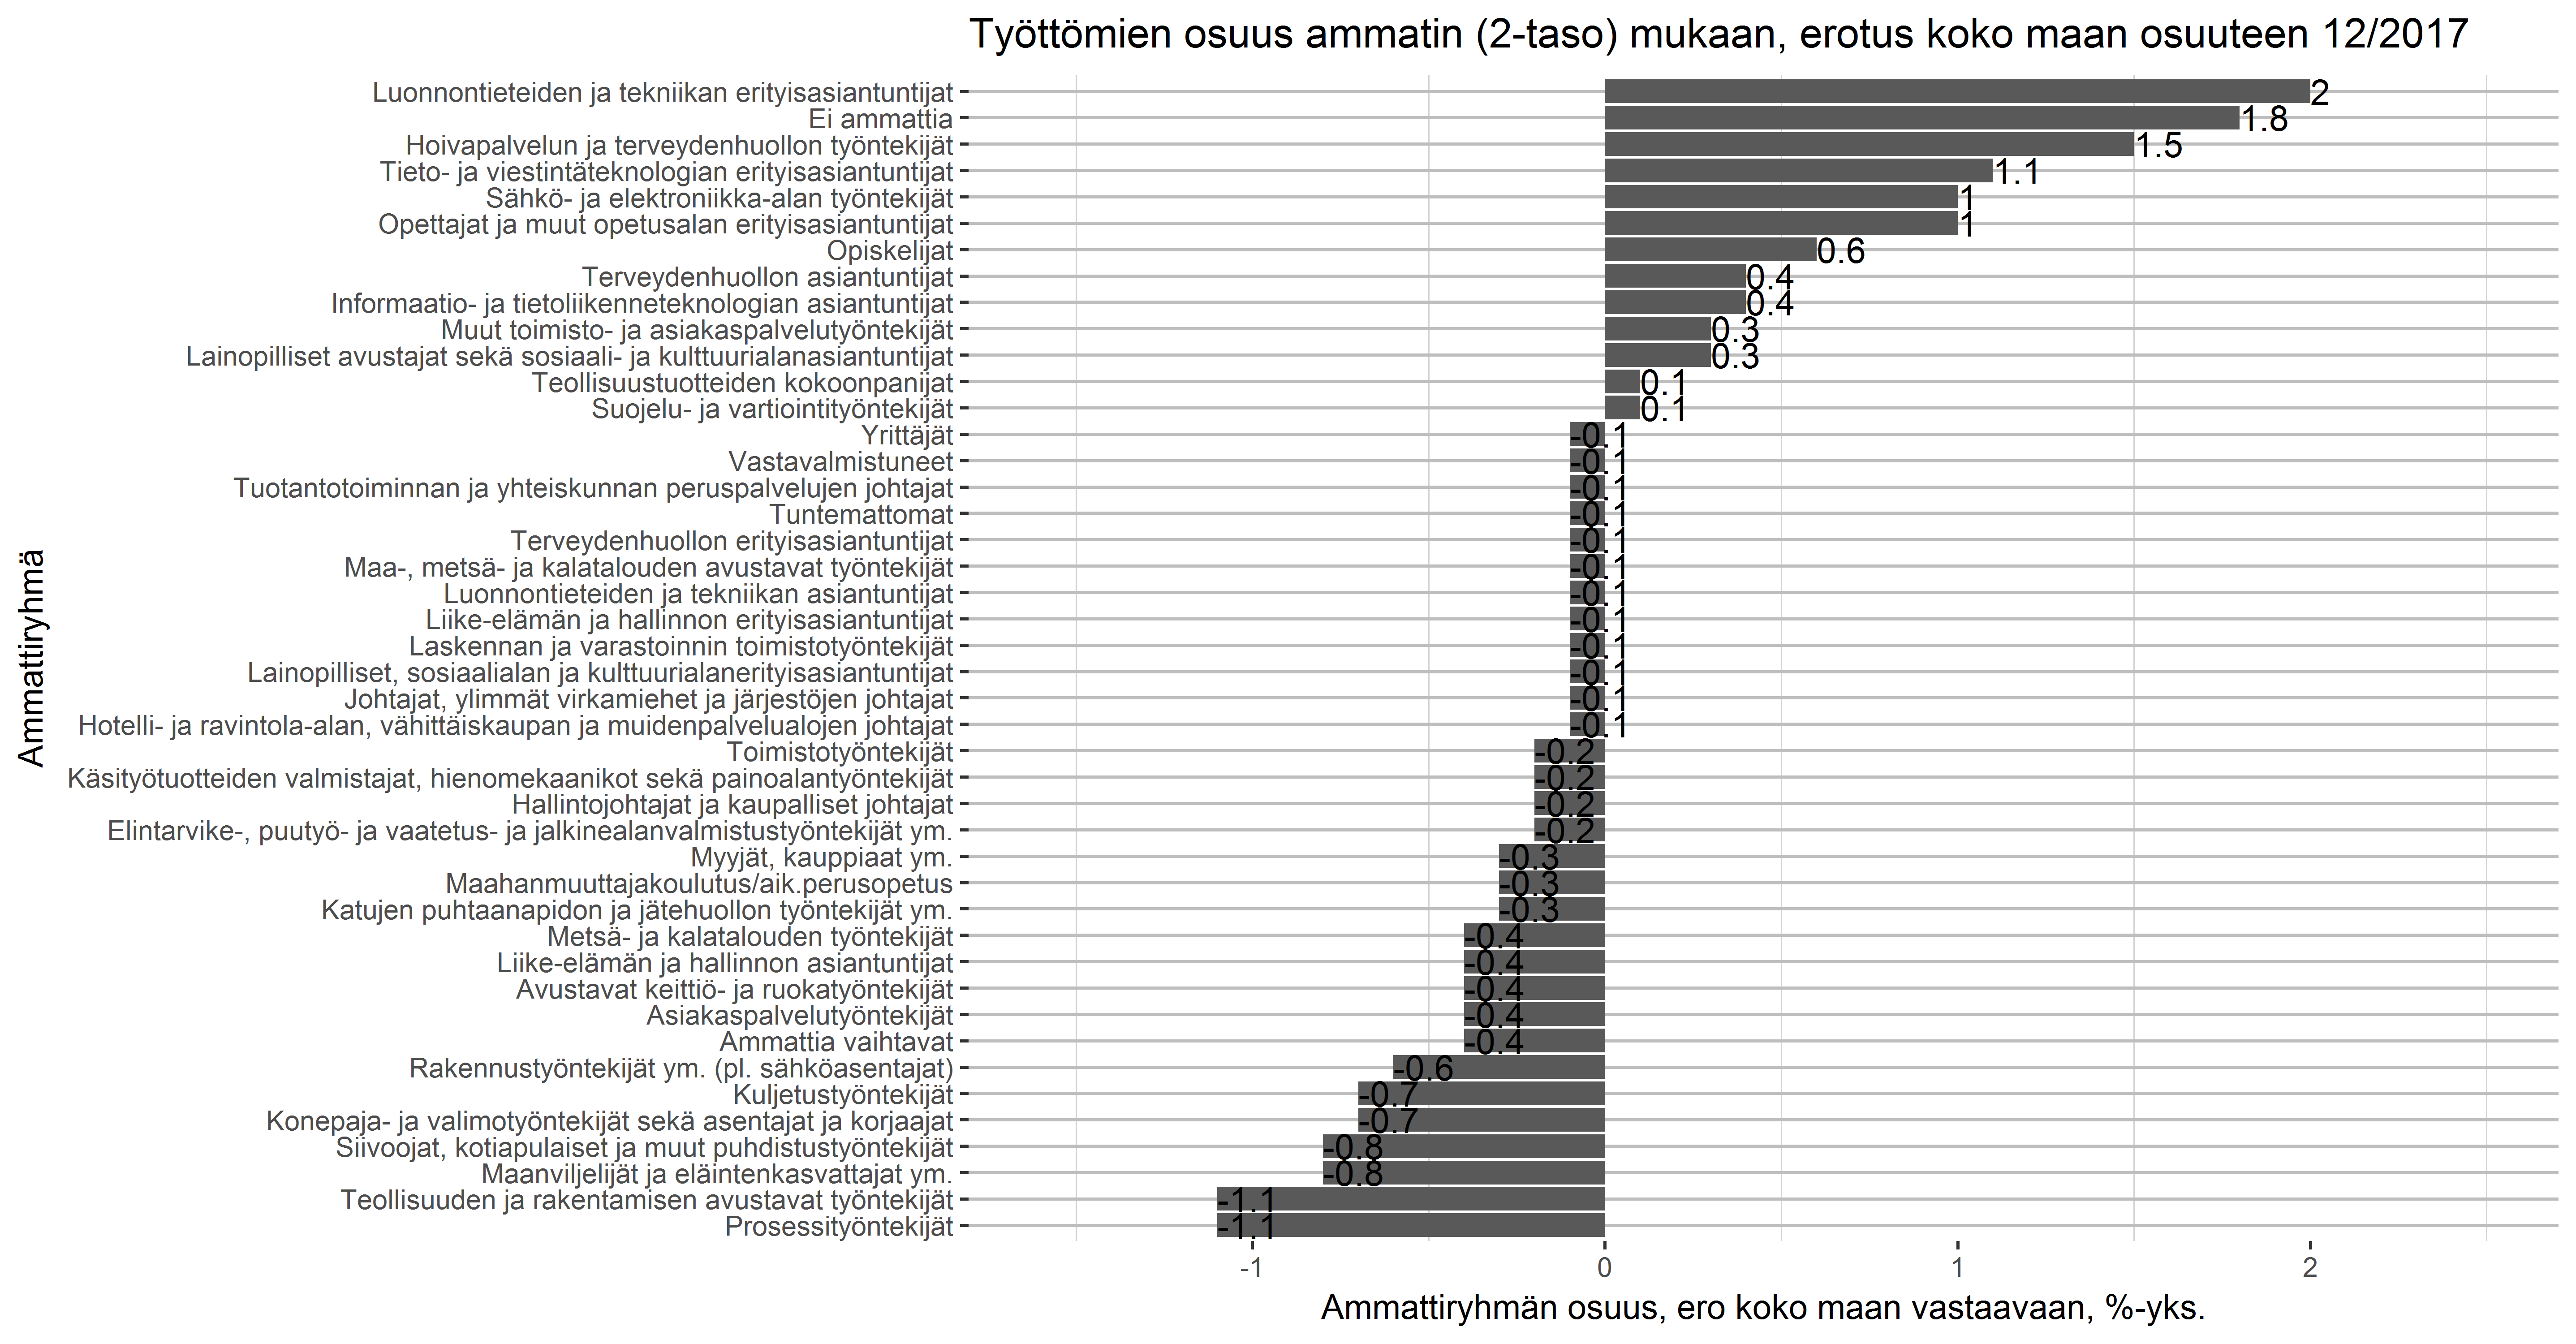 Työttömien osuus ammatin (2-taso) mukaan, erotus koko maan osuuteen 12/2017
Ammattiryhmä
Luonnontieteiden ja tekniikan erityisasiantuntijat 2
Ei ammattia 1.8
Hoivapalvelun ja terveydenhuollon työntekijät 1.5
Tieto- ja viestintäteknologian erityisasiantuntijat 1.1
Sähkö- ja elektroniikka-alan työntekijät 1
Opettajat ja muut opetusalan erityisasiantuntijat 1
Opiskelijat 0.6
Terveydenhuollon asiantuntijat 0.4
Informaatio- ja tietoliikenneteknologian asiantuntijat 0.4
Muut toimisto- ja asiakaspalvelutyöntekijät 0.3
Lainopilliset avustajat sekä sosiaali- ja kulttuurialanasiantuntijat 0.3
Teollisuustuotteiden kokoonpanijat 0.1
Suojelu- ja vartiointityöntekijät 0.1
Yrittäjät -0.1
Vastavalmistuneet -0.1
Tuotantotoiminnan ja yhteiskunnan peruspalvelujen johtajat -0.1
Tuntemattomat -0.1
Terveydenhuollon erityisasiantuntijat -0.1
Maa-, metsä- ja kalatalouden avustavat työntekijät -0.1
Luonnontieteiden ja tekniikan asiantuntijat -0.1
Liike-elämän ja hallinnon erityisasiantuntijat -0.1
Laskennan ja varastoinnin toimistotyöntekijät -0.1
Lainopilliset, sosiaalialan ja kulttuurialanerityisasiantuntijat -0.1
Johtajat, ylimmät virkamiehet ja järjestöjen johtajat -0.1
Hotelli- ja ravintola-alan, vähittäiskaupan ja muidenpalvelualojen johtajat -0.1
Toimistotyöntekijät -0.2
Käsityötuotteiden valmistajat, hienomekaanikot sekä painoalantyöntekijät -0.2
Hallintojohtajat ja kaupalliset johtajat -0.2
Elintarvike-, puutyö- ja vaatetus- ja jalkinealanvalmistustyöntekijät ym. -0.2
Myyjät, kauppiaat ym. -0.3
Maahanmuuttajakoulutus/aik.perusopetus -0.3
Katujen puhtaanapidon ja jätehuollon työntekijät ym. -0.3
Metsä- ja kalatalouden työntekijät -0.4
Liike-elämän ja hallinnon asiantuntijat -0.4
Avustavat keittiö- ja ruokatyöntekijät -0.4
Asiakaspalvelutyöntekijät -0.4
Ammattia vaihtavat -0.4
Rakennustyöntekijät ym. (pl. sähköasentajat) -0.6
Kuljetustyöntekijät -0.7
Konepaja- ja valimotyöntekijät sekä asentajat ja korjaajat -0.7
Siivoojat, kotiapulaiset ja muut puhdistustyöntekijät -0.8
Maanviljelijät ja eläintenkasvattajat ym. -0.8
Teollisuuden ja rakentamisen avustavat työntekijät -1.1
Prosessityöntekijät -1.1
-1 0 1 2
Ammattiryhmän osuus, ero koko maan vastaavaan, %-yks.